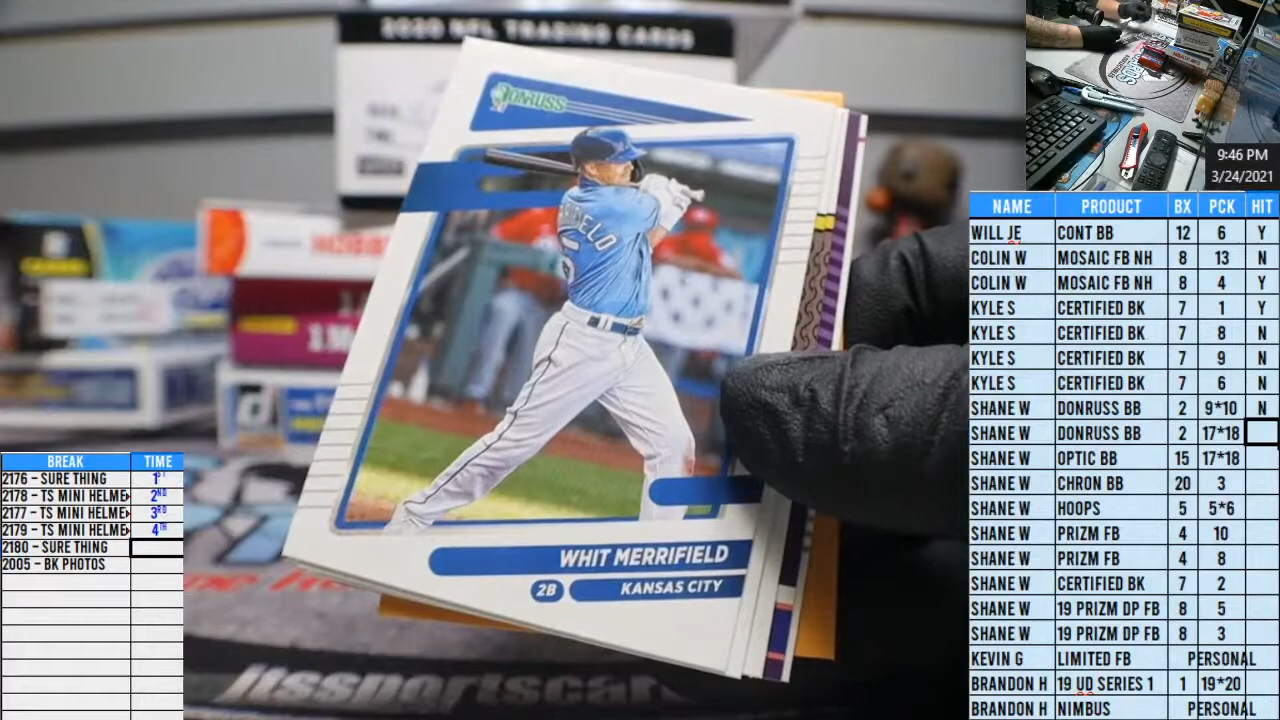 2020 NFL TRADING CARDS
DONRUSS
WHIT MERRIFIELD
2B KANSAS CITY
9:46 PM
3/24/2021
NAME PRODUCT BX PCK HIT
WILL JE CONT BB 12 6 Y
COLIN W MOSAIC FB NH 8 13 N
COLIN W MOSAIC FB NH 8 4 Y
KYLE S CERTIFIED BK 7 1 Y
KYLE S CERTIFIED BK 7 8 N
KYLE S CERTIFIED BK 7 9 N
KYLE S CERTIFIED BK 7 6 N
SHANE W DONRUSS BB 2 9*10 N
SHANE W DONRUSS BB 2 17*18
SHANE W OPTIC BB 15 17*18
SHANE W CHRON BB 20 3
SHANE W HOOPS 5 5*6
SHANE W PRIZM FB 4 10
SHANE W PRIZM FB 4 8
SHANE W CERTIFIED BK 7 2
SHANE W 19 PRIZM DP FB 8 5
SHANE W 19 PRIZM DP FB 8 3
KEVIN G LIMITED FB PERSONAL
BRANDON H 19 UD SERIES 1 1 19*20
BRANDON H NIMBUS PERSONAL
BREAK TIME
2176 - SURE THING 1ST
2178 - TS MINI HELME 2ND
2177 - TS MINI HELME 3RD
2179 - TS MINI HELME 4TH
2180 - SURE THING
2005 - BK PHOTOS